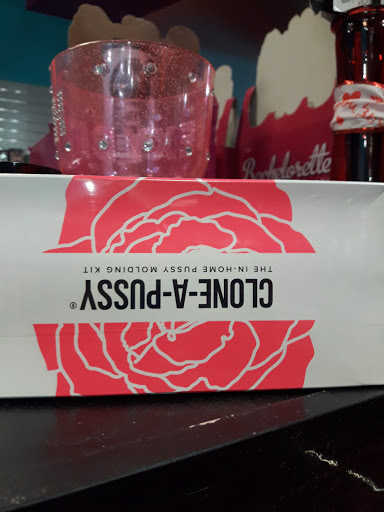 Bachelorette
CLONE-A-PUSSY®
THE IN-HOME PUSSY MOLDING KIT